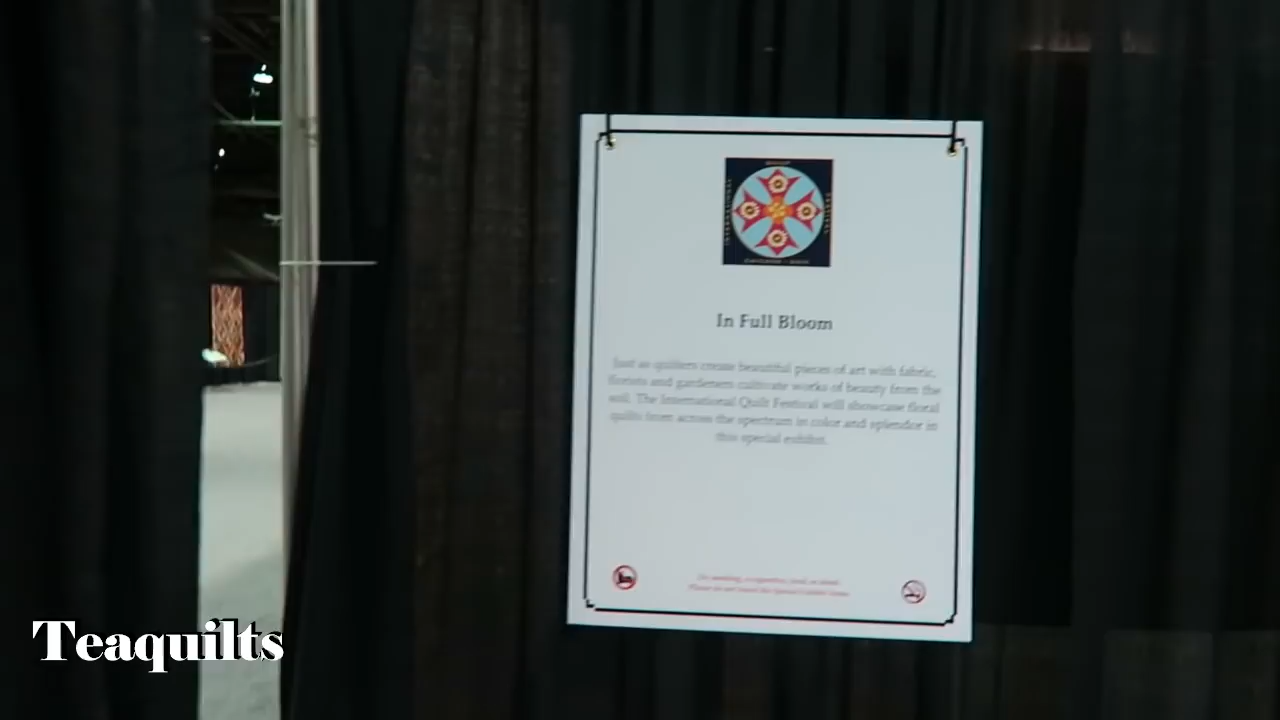 In Full Bloom
Just as quilters create beautiful pieces of art with fabric,
florists and gardeners cultivate works of beauty from the
soil. The International Quilt Festival will showcase floral
quilts from across the spectrum in color and splendor in
this special exhibit.
Teaquilts